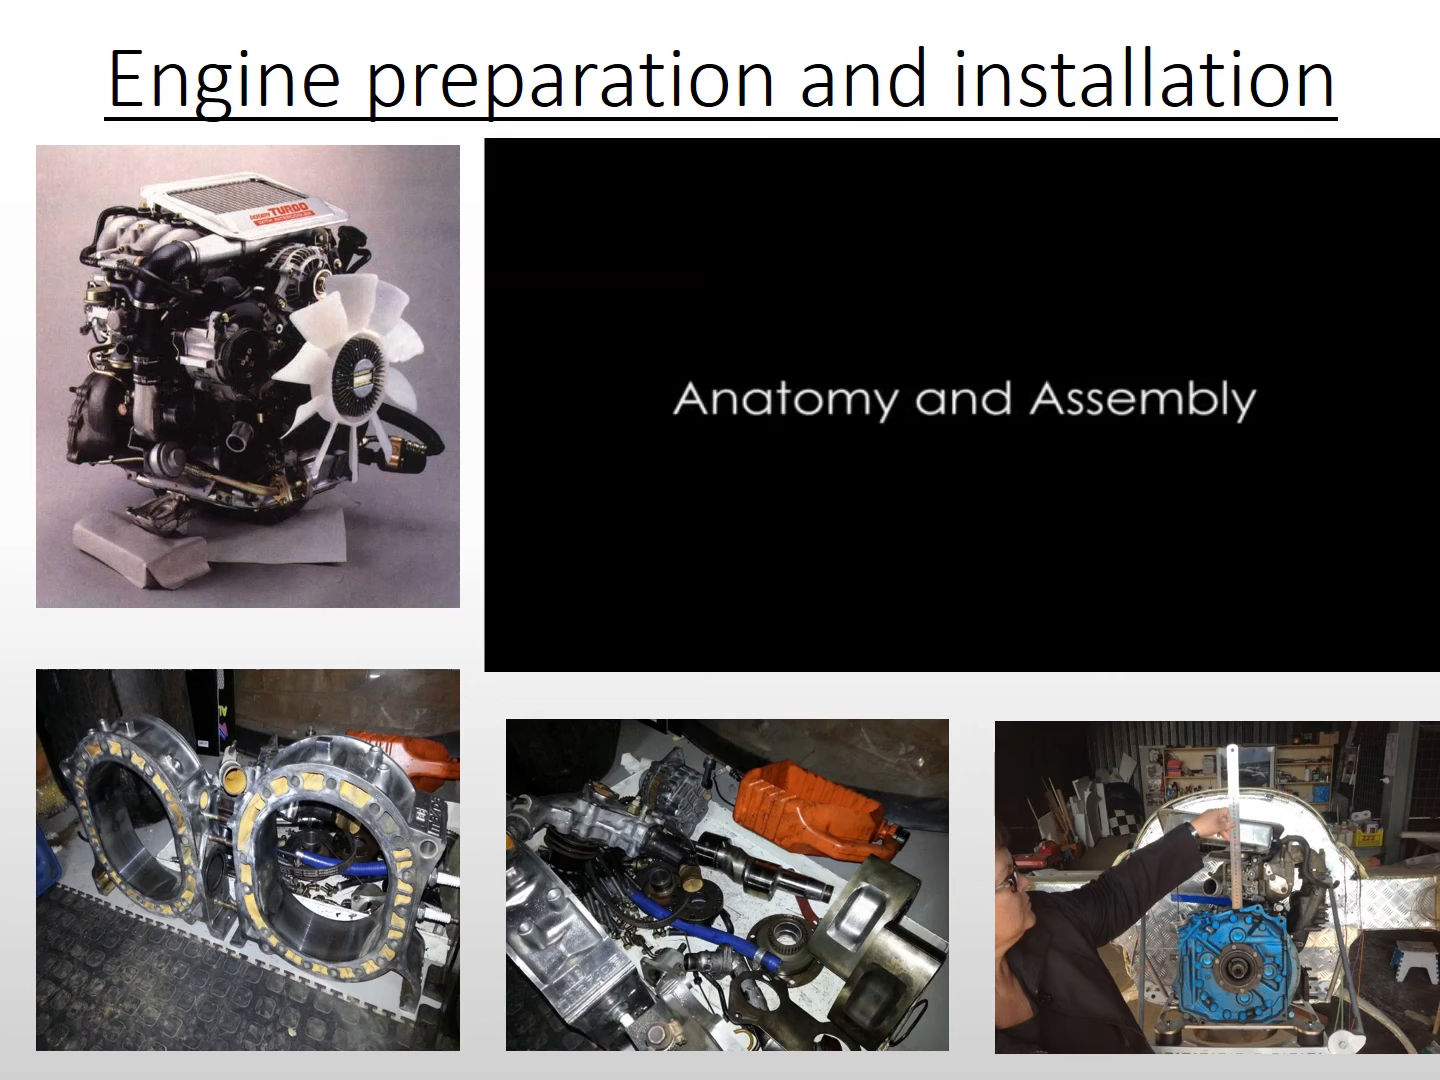 Engine preparation and installation
TURBO
Anatomy and Assembly